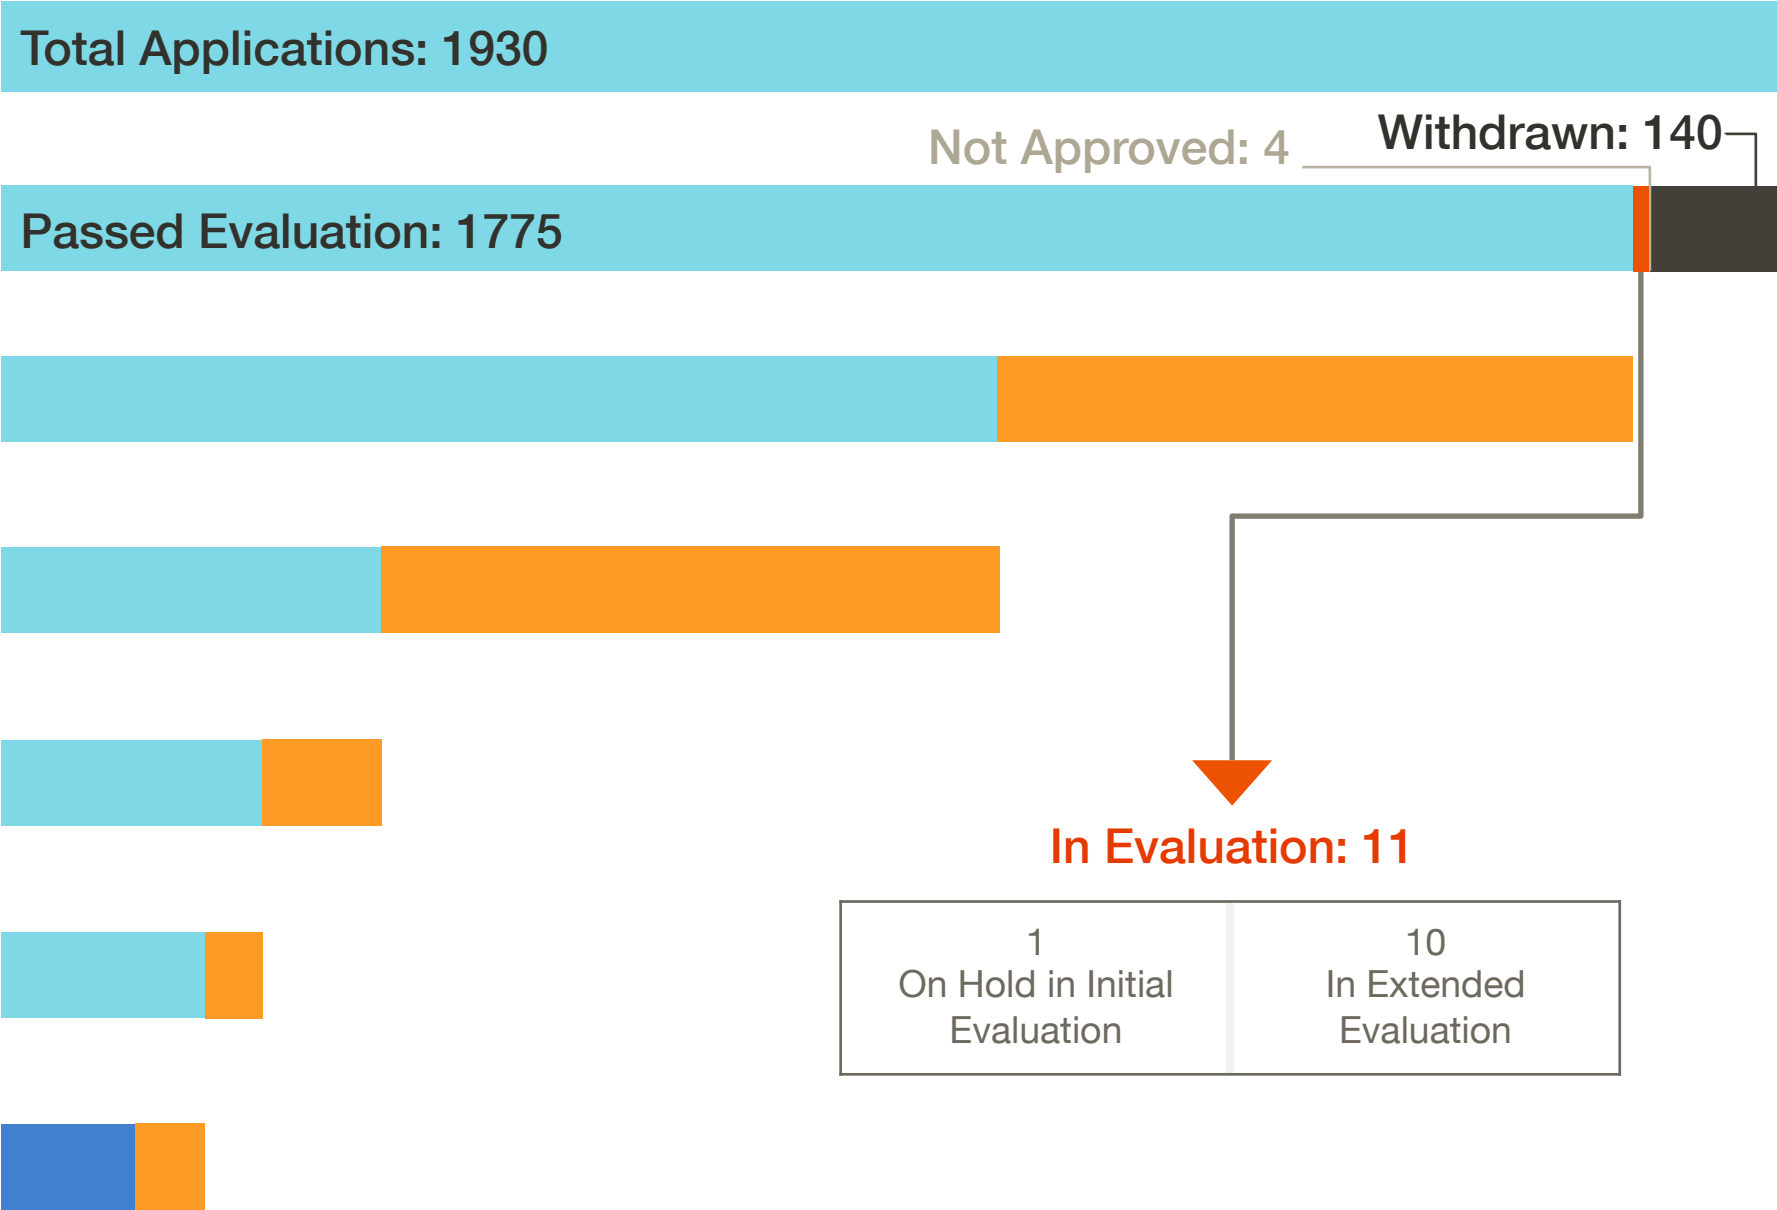 Total Applications: 1930
Not Approved: 4
Withdrawn: 140
Passed Evaluation: 1775
In Evaluation: 11
1
On Hold in Initial
Evaluation
10
In Extended
Evaluation